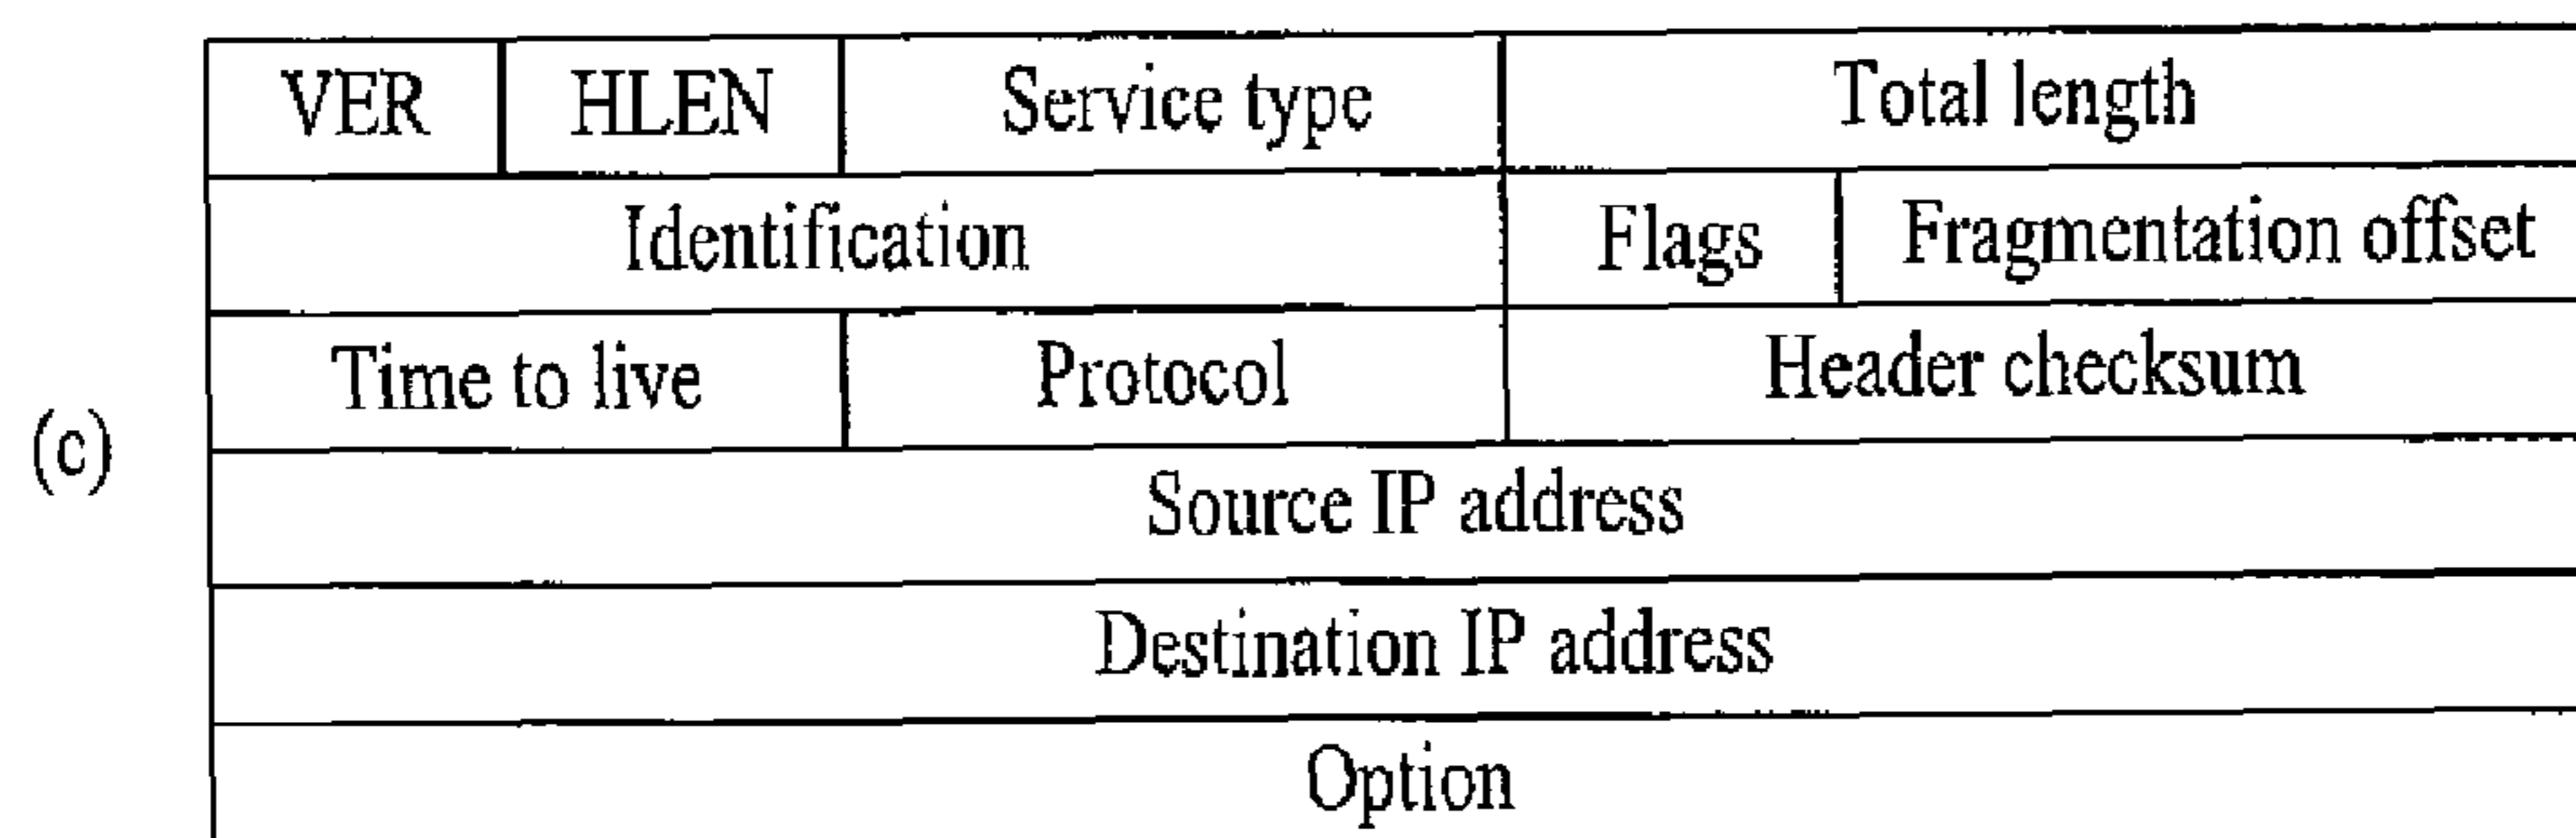 VER HLEN Service type Total length
Identification Flags Fragmentation offset
Time to live Protocol Header checksum
(c)
Source IP address
Destination IP address
Option